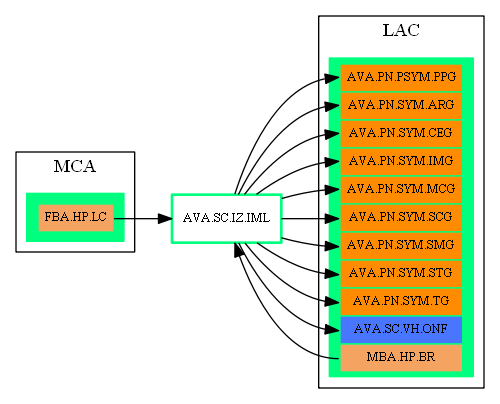 MCA
FBA.HP.LC
AVA.SC.IZ.IML
LAC
AVA.PN.PSYM.PPG
AVA.PN.SYM.ARG
AVA.PN.SYM.CEG
AVA.PN.SYM.IMG
AVA.PN.SYM.MCG
AVA.PN.SYM.SCG
AVA.PN.SYM.SMG
AVA.PN.SYM.STG
AVA.PN.SYM.TG
AVA.SC.VH.ONF
MBA.HP.BR